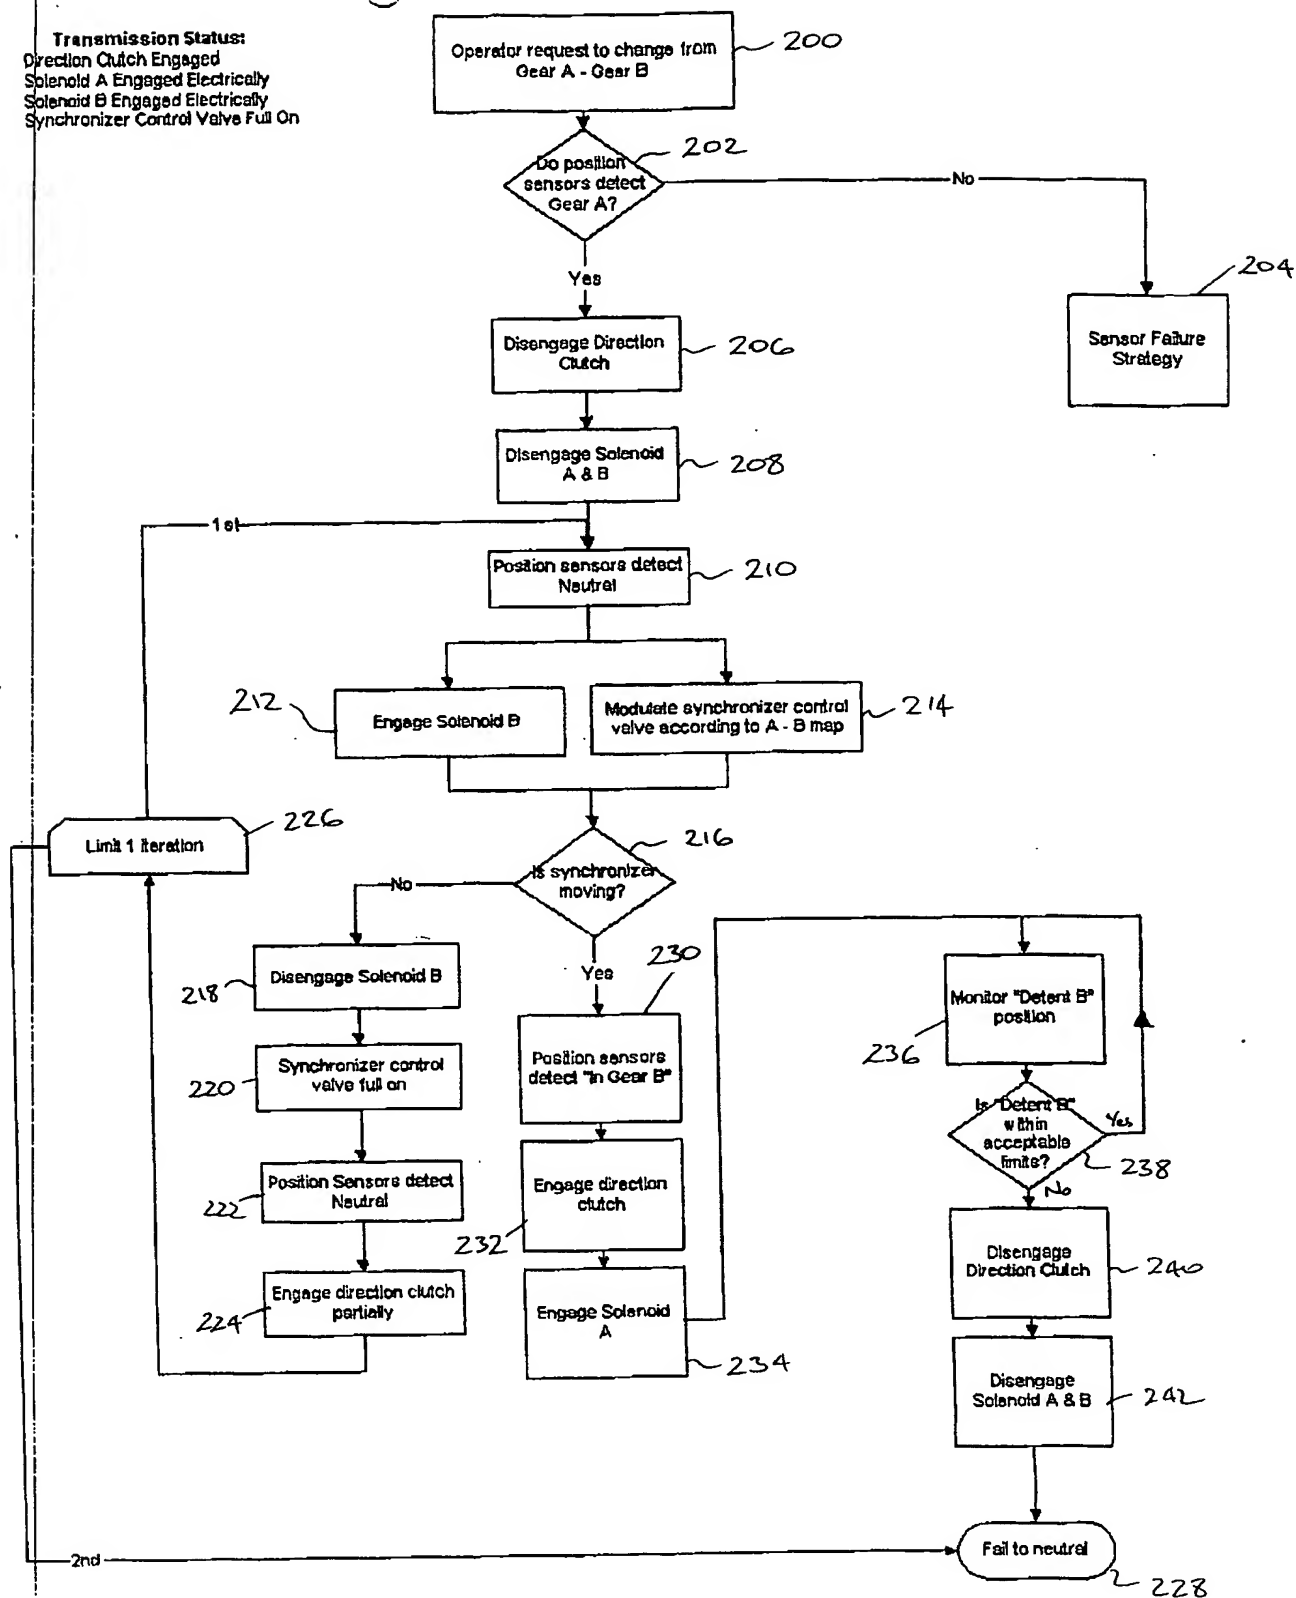 Transmission Status:
Direction Clutch Engaged
Solenoid A Engaged Electrically
Solenoid B Engaged Electrically
Synchronizer Control Valve Full On
Operator request to change from
Gear A - Gear B
200
Do position
sensors detect
Gear A?
202
No
Yes
204
Sensor Failure
Strategy
Disengage Direction
Clutch
206
Disengage Solenoid
A & B
208
1st
Position sensors detect
Neutral
210
212
Engage Solenoid B
Modulate synchronizer control
valve according to A - B map
214
Limit 1 iteration
226
Is synchronizer
moving?
216
No
Yes
Disengage Solenoid B
218
Synchronizer control
valve full on
220
Position Sensors detect
Neutral
222
Engage direction clutch
partially
224
230
Position sensors
detect "In Gear B"
Engage direction
clutch
232
Engage Solenoid
A
234
Monitor "Detent B"
position
236
Is "Detent B"
within
acceptable
limits?
Yes
238
No
Disengage
Direction Clutch
240
Disengage
Solenoid A & B
242
2nd
Fail to neutral
228